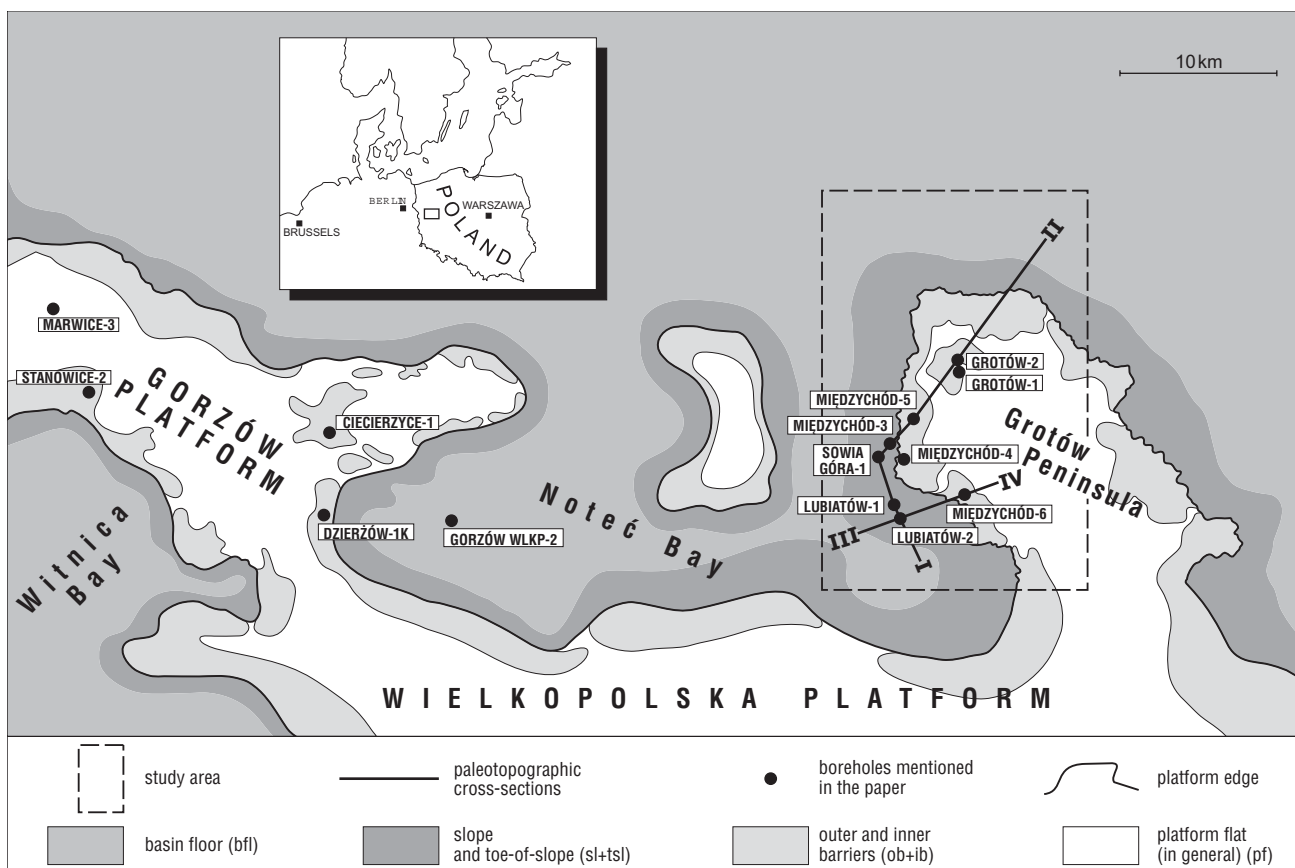 10 km
BERLIN
BRUSSELS
WARSZAWA
POLAND
MARWICE-3
STANOWICE-2
GORZÓW
PLATFORM
CIECIERZYCE-1
DZIERŻÓW-1K
GORZÓW WLKP-2
Witnica
Bay
Noteć Bay
II
GROTÓW-2
GROTÓW-1
MIĘDZYCHÓD-5
MIĘDZYCHÓD-3
SOWIA
GÓRA-1
MIĘDZYCHÓD-4
Grotów
Peninsula
IV
LUBIATÓW-1
MIĘDZYCHÓD-6
III
LUBIATÓW-2
I
WIELKOPOLSKA PLATFORM
study area
paleotopographic
cross-sections
boreholes mentioned
in the paper
platform edge
basin floor (bfl)
slope
and toe-of-slope (sl+tsl)
outer and inner
barriers (ob+ib)
platform flat
(in general) (pf)